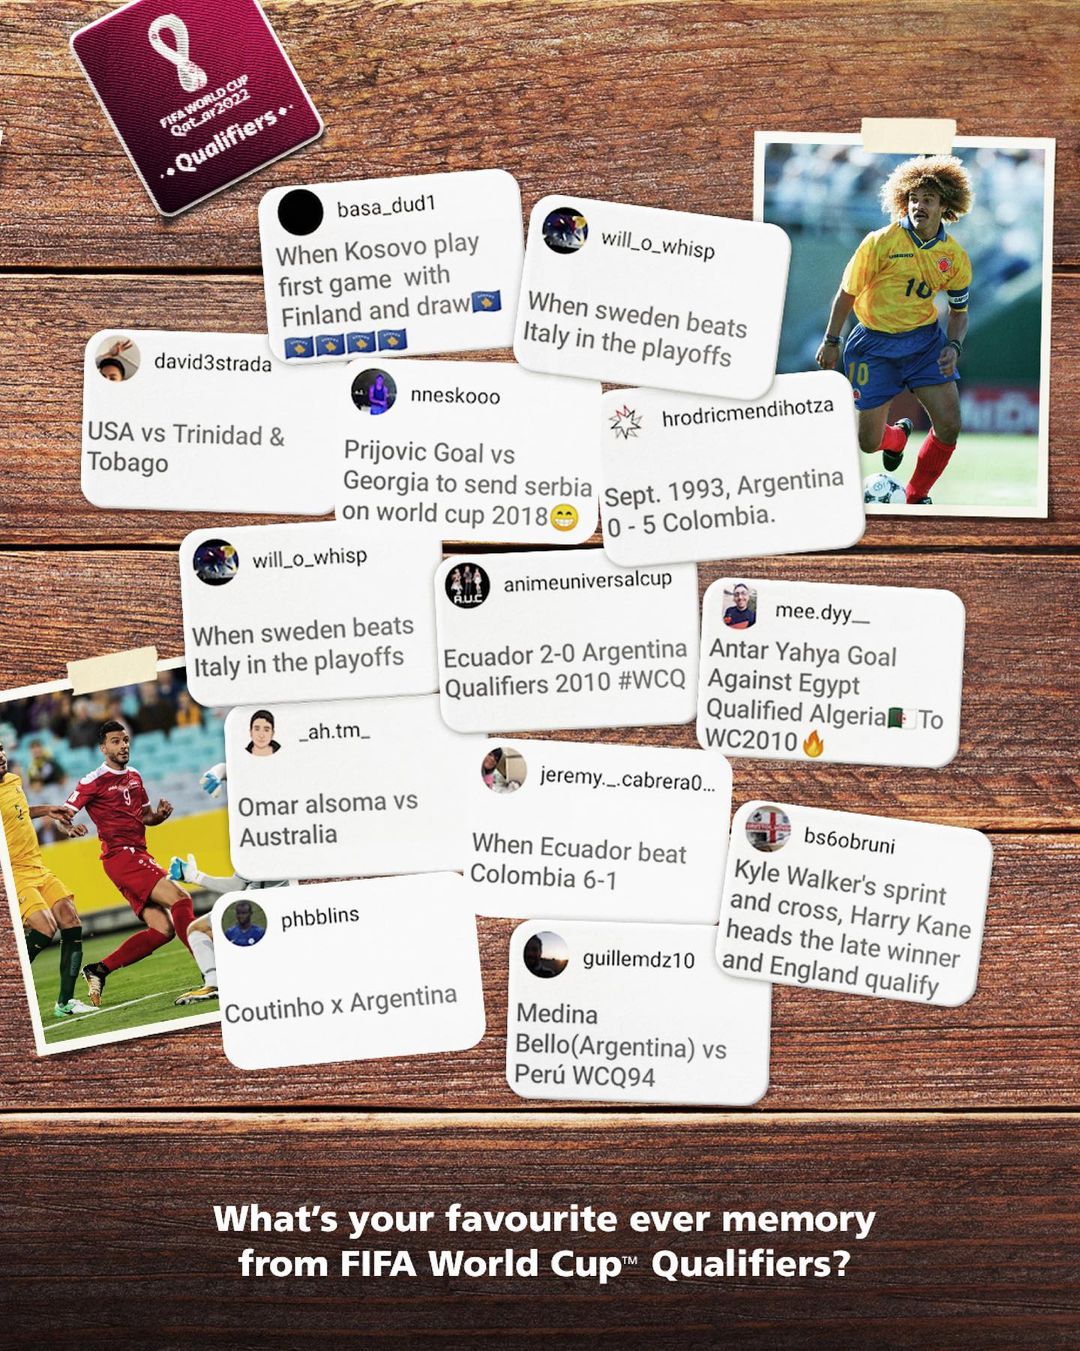 FIFA WORLD CUP
Qatar2022
Qualifiers
basa_dud1
When Kosovo play
first game with
Finland and draw🇽🇰
🇽🇰🇽🇰🇽🇰🇽🇰
will_o_whisp
When sweden beats
Italy in the playoffs
UMBRO
10
10
david3strada
USA vs Trinidad &
Tobago
nneskooo
Prijovic Goal vs
Georgia to send serbia
on world cup 2018😁
hrodricmendihotza
Sept. 1993, Argentina
0 - 5 Colombia.
will_o_whisp
When sweden beats
Italy in the playoffs
A.U.C
animeuniversalcup
Ecuador 2-0 Argentina
Qualifiers 2010 #WCQ
mee.dyy__
Antar Yahya Goal
Against Egypt
Qualified Algeria🇩🇿To
WC2010🔥
9
_ah.tm_
Omar alsoma vs
Australia
jeremy._.cabrera0...
When Ecuador beat
Colombia 6-1
bs6obruni
Kyle Walker's sprint
and cross, Harry Kane
heads the late winner
and England qualify
phbblins
Coutinho x Argentina
guillemdz10
Medina
Bello(Argentina) vs
Perú WCQ94
What's your favourite ever memory
from FIFA World Cup™ Qualifiers?